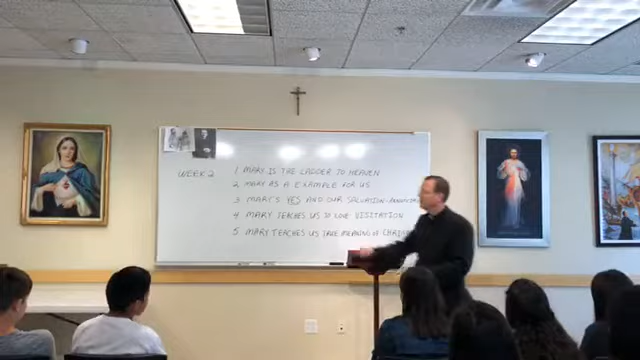 WEEK 2
1 MARY IS THE LADDER TO HEAVEN
2 MARY AS A EXAMPLE FOR US
3 MARY'S YES AND OUR SALVATION-
4 MARY TEACHES US TO LOVE VISITATION
5 MARY TEACHES US TRUE MEANING OF